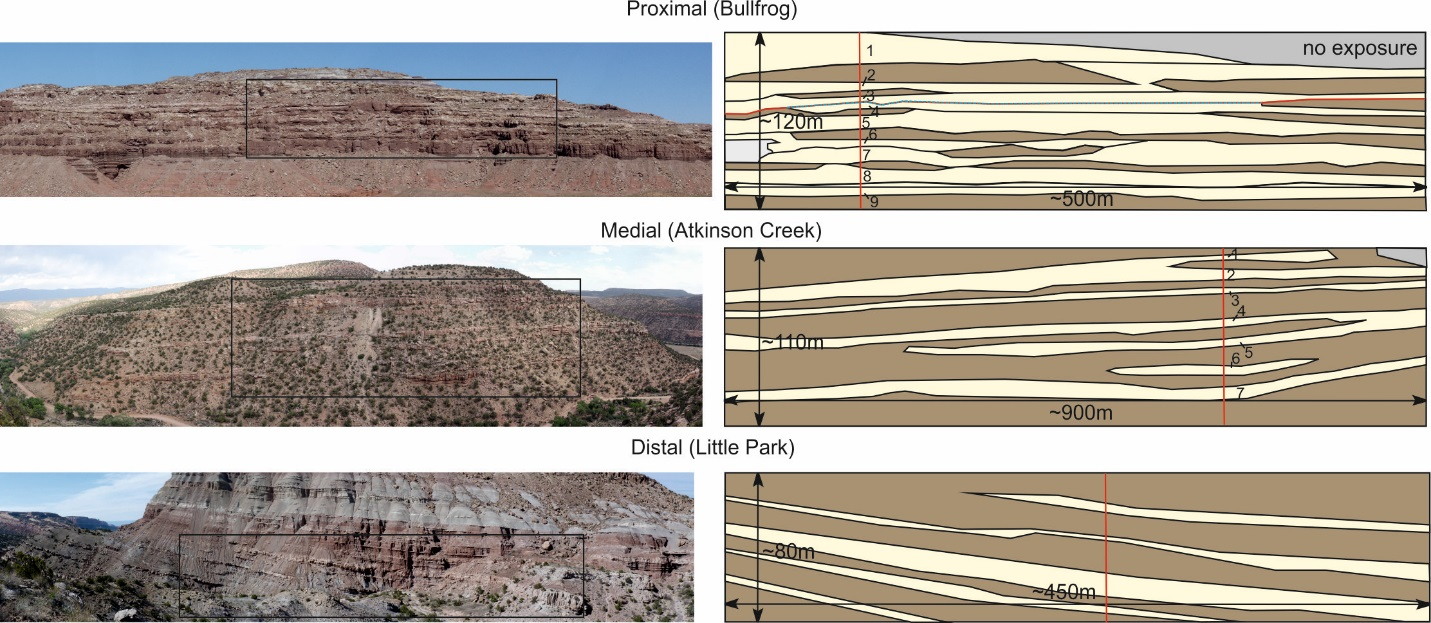 Proximal (Bullfrog)
no exposure
1
2
3
4
~120m
5
6
7
8
~500m
9
Medial (Atkinson Creek)
1
2
3
4
~110m
5
6
7
~900m
Distal (Little Park)
~80m
~450m